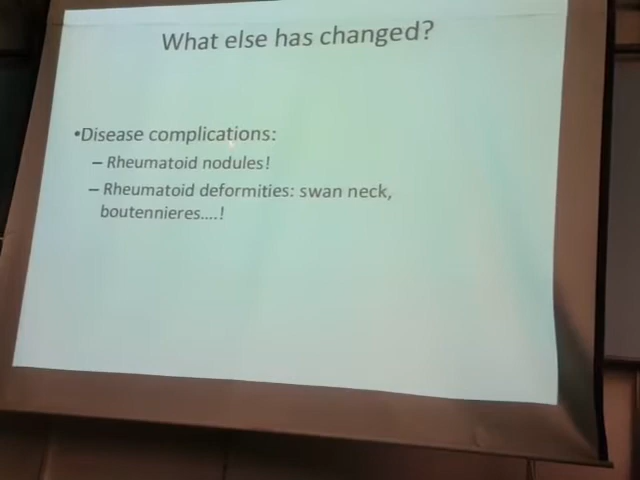 What else has changed?
•Disease complications:
– Rheumatoid nodules!
– Rheumatoid deformities: swan neck,
boutennieres....!